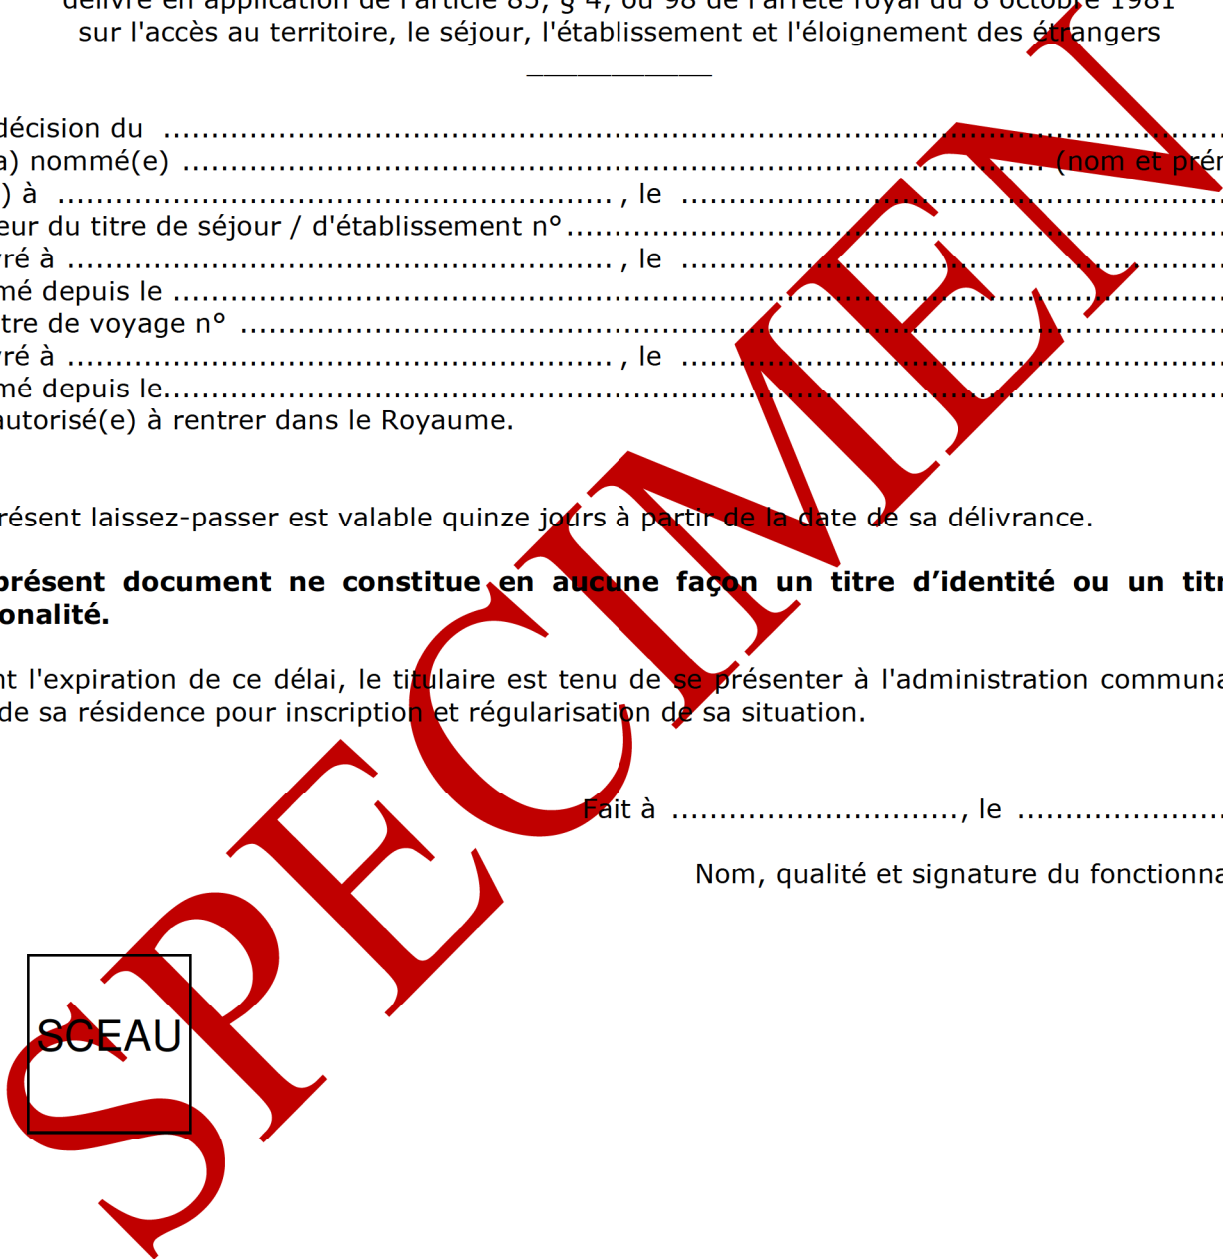 délivré en application de l'article 85, § 4, ou 98 de l'arrêté royal du 8 octobre 1981
sur l'accès au territoire, le séjour, l'établissement et l'éloignement des étrangers
décision du ..........
a) nommé(e) .......... (nom et prén
) à .........., le ..........
eur du titre de séjour / d'établissement n° ..........
vré à .........., le ..........
mé depuis le ..........
tre de voyage n° ..........
vré à .........., le ..........
mé depuis le..........
autorisé(e) à rentrer dans le Royaume.
résent laissez-passer est valable quinze jours à partir de la date de sa délivrance.
présent document ne constitue en aucune façon un titre d’identité ou un titr
onalité.
nt l'expiration de ce délai, le titulaire est tenu de se présenter à l'administration communa
de sa résidence pour inscription et régularisation de sa situation.
Fait à .........., le ..........
Nom, qualité et signature du fonctionna
SCEAU
SPECIMEN